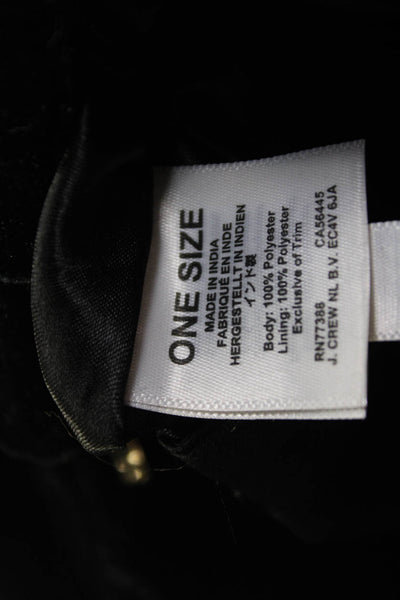 ONE SIZE
MADE IN INDIA
FABRIQUÉ EN INDE
HERGESTELLT IN INDIEN
インド製
Body: 100% Polyester
Lining: 100% Polyester
Exclusive of Trim
RN77388 CA56445
J. CREW NL B.V. EC4V 6JA